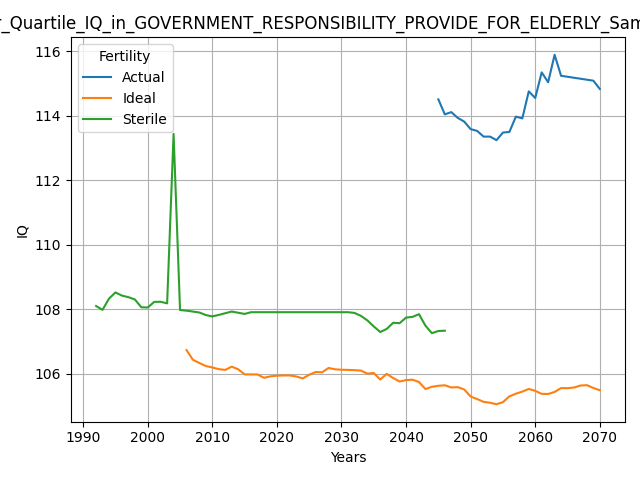 r_Quartile_IQ_in_GOVERNMENT_RESPONSIBILITY_PROVIDE_FOR_ELDERLY_Sam
116
Fertility
Actual
Ideal
Sterile
114
112
110
108
106
IQ
1990 2000 2010 2020 2030 2040 2050 2060 2070
Years